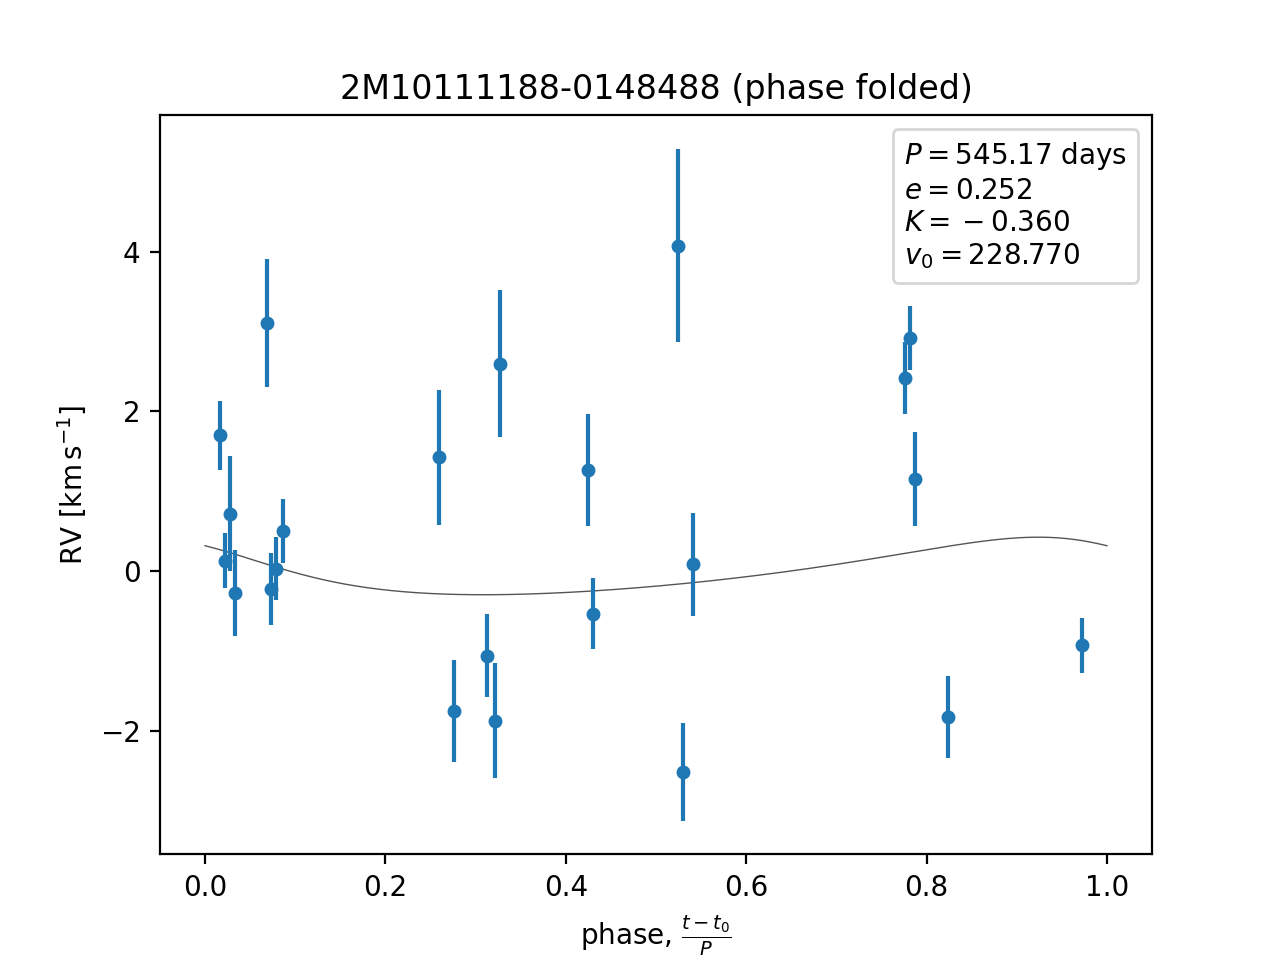 2M10111188-0148488 (phase folded)
P = 545.17 days
e = 0.252
K = −0.360
v₀ = 228.770
4
2
0
−2
RV [km s⁻¹]
0.0 0.2 0.4 0.6 0.8 1.0
phase, (t − t₀)/P